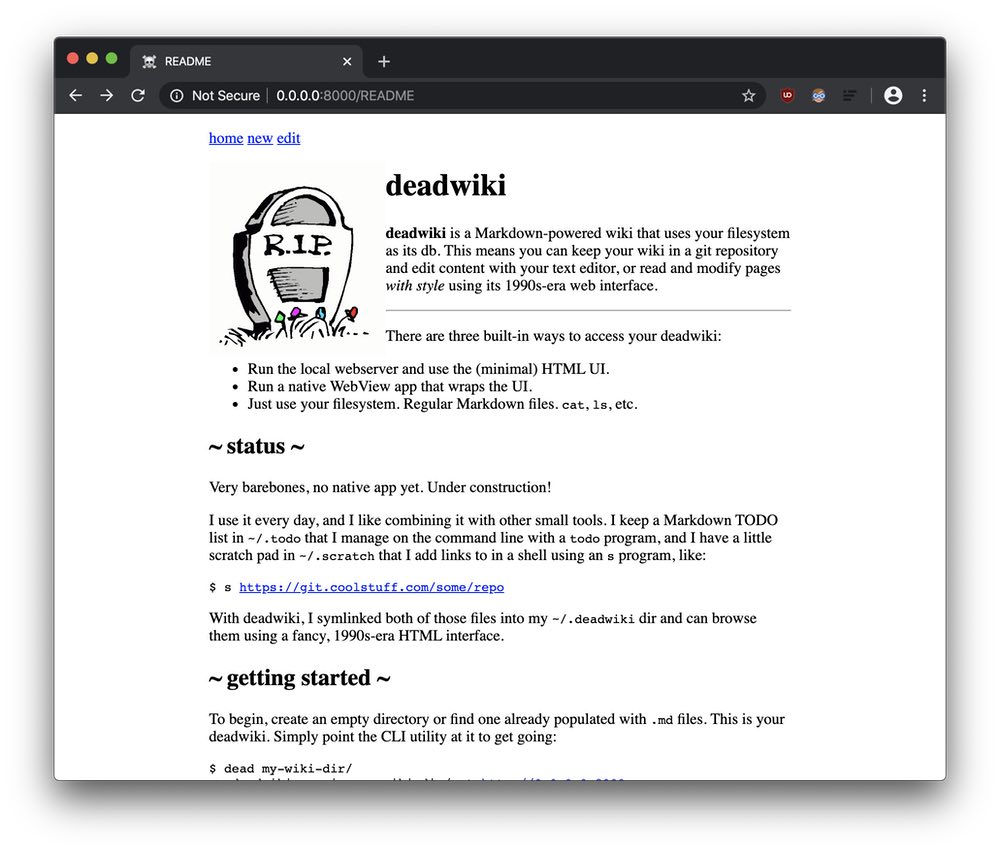 README
Not Secure | 0.0.0.0:8000/README
home new edit
R.I.P.
deadwiki
deadwiki is a Markdown-powered wiki that uses your filesystem
as its db. This means you can keep your wiki in a git repository
and edit content with your text editor, or read and modify pages
with style using its 1990s-era web interface.
There are three built-in ways to access your deadwiki:
• Run the local webserver and use the (minimal) HTML UI.
• Run a native WebView app that wraps the UI.
• Just use your filesystem. Regular Markdown files. cat, ls, etc.
~ status ~
Very barebones, no native app yet. Under construction!
I use it every day, and I like combining it with other small tools. I keep a Markdown TODO
list in ~/.todo that I manage on the command line with a todo program, and I have a little
scratch pad in ~/.scratch that I add links to in a shell using an s program, like:
$ s https://git.coolstuff.com/some/repo
With deadwiki, I symlinked both of those files into my ~/.deadwiki dir and can browse
them using a fancy, 1990s-era HTML interface.
~ getting started ~
To begin, create an empty directory or find one already populated with .md files. This is your
deadwiki. Simply point the CLI utility at it to get going:
$ dead my-wiki-dir/